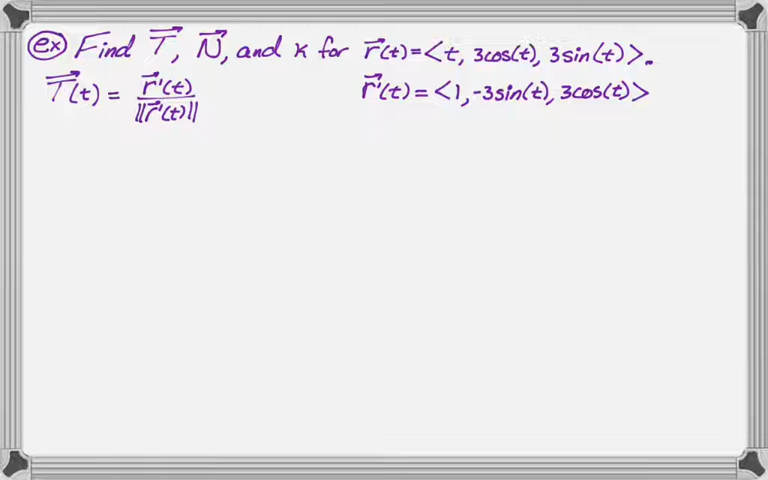 ex Find T⃗, N⃗, and κ for r⃗(t) = <t, 3cos(t), 3sin(t)>.
T⃗(t) = r⃗'(t) / ||r⃗'(t)|| r⃗'(t) = <1, -3sin(t), 3cos(t)>